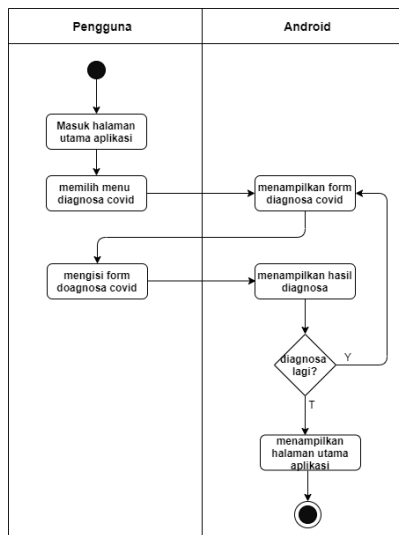 Pengguna
Android
Masuk halaman
utama aplikasi
memilih menu
diagnosa covid
menampilkan form
diagnosa covid
mengisi form
doagnosa covid
menampilkan hasil
diagnosa
diagnosa
lagi?
Y
T
menampilkan
halaman utama
aplikasi